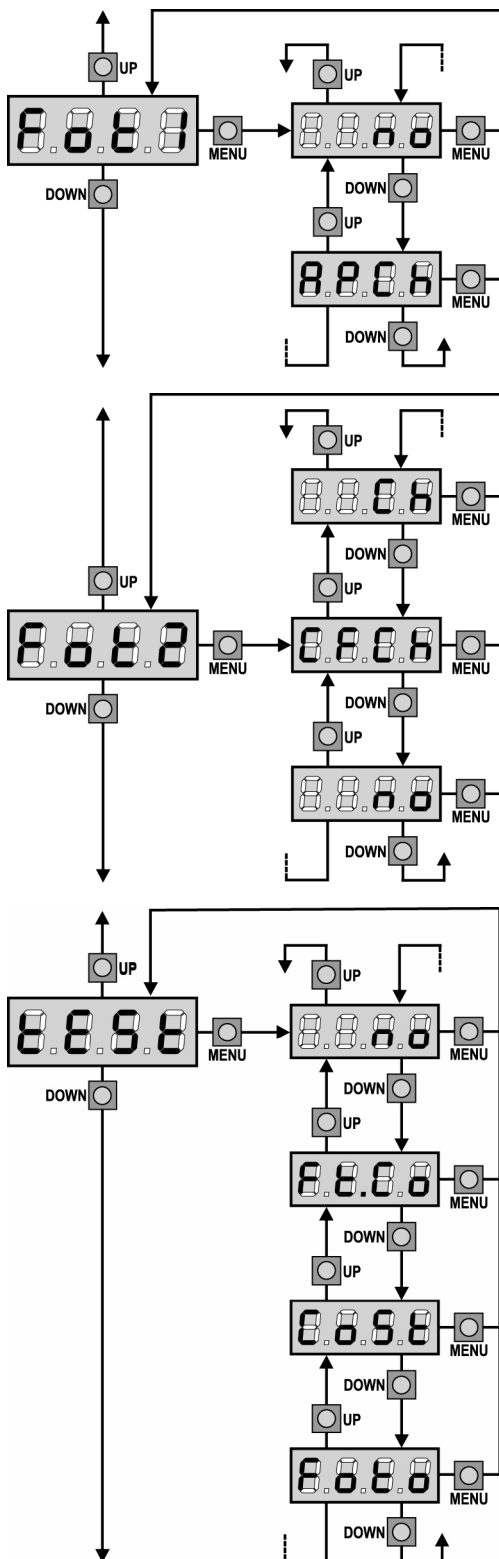 UP UP
Fot1 no
MENU MENU
DOWN DOWN
UP
APCh
MENU
DOWN
UP
Ch
MENU
DOWN
UP UP
Fot2 CFCh
MENU MENU
DOWN DOWN
UP
no
MENU
DOWN
UP UP
tESt no
MENU MENU
DOWN DOWN
UP
Ft.Co
MENU
DOWN
UP
CoSt
MENU
DOWN
UP
Foto
MENU
DOWN